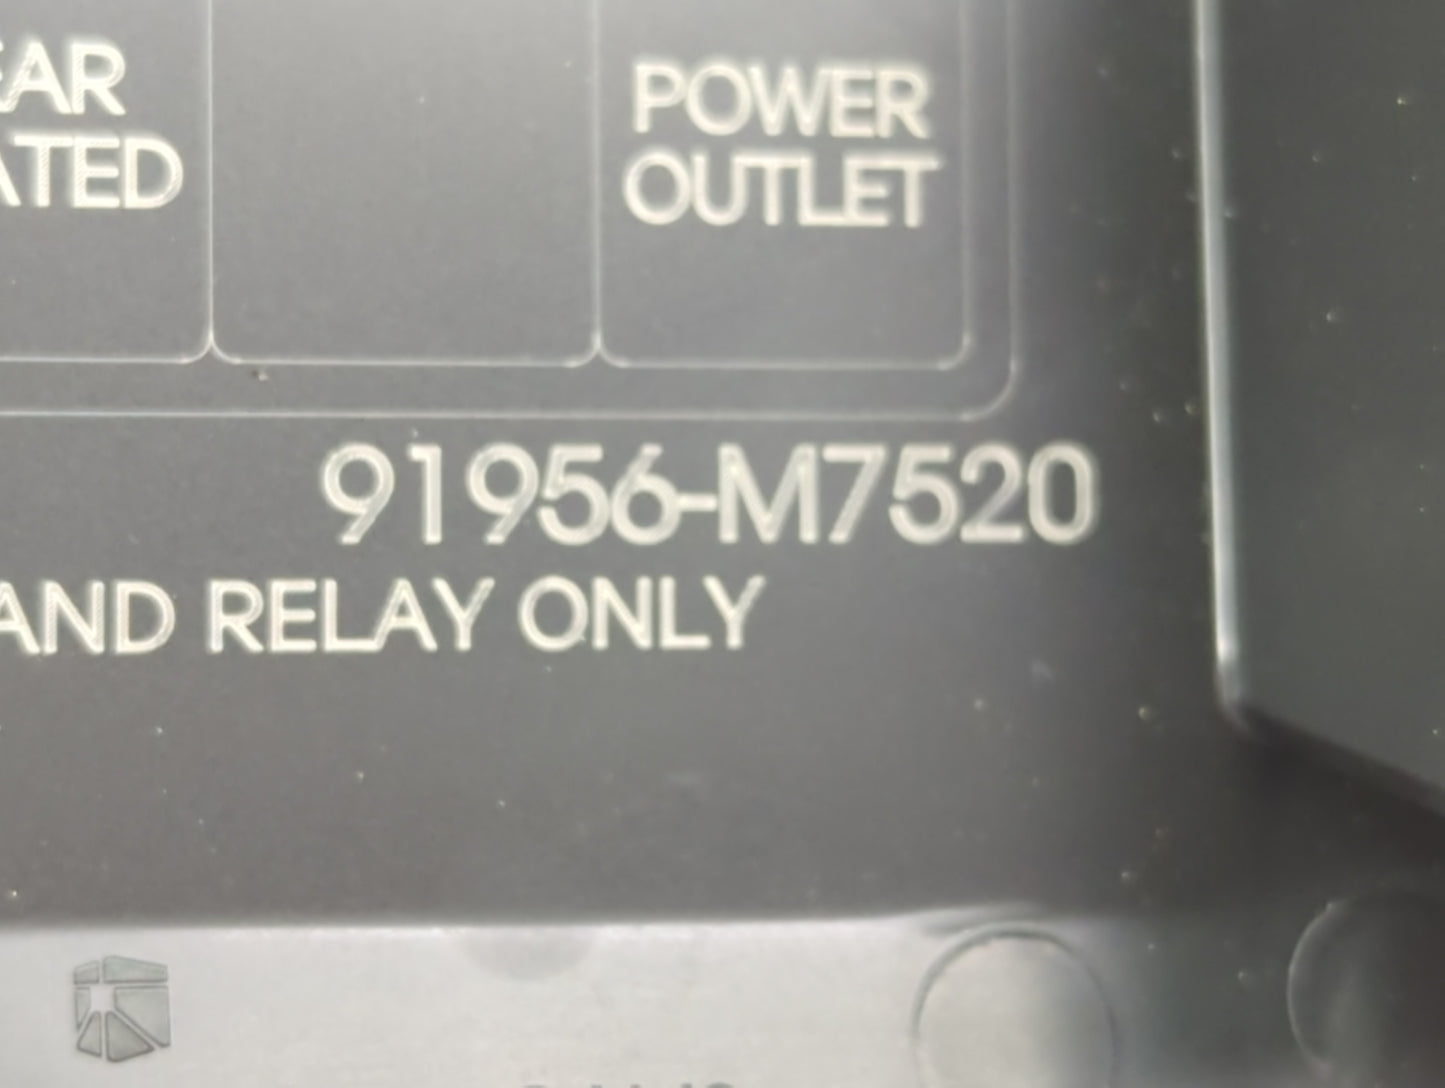 EAR
ATED
POWER
OUTLET
91956-M7520
AND RELAY ONLY